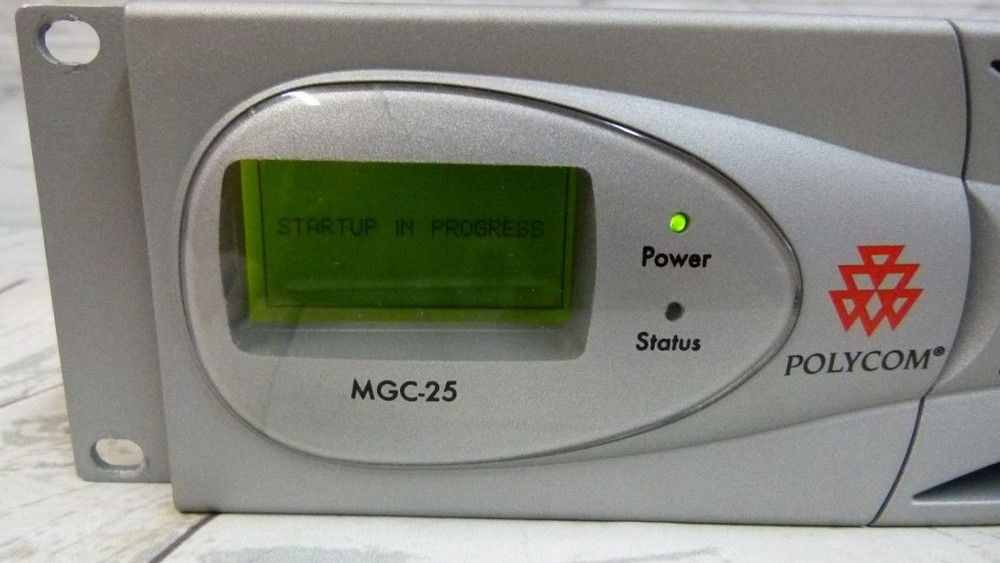 STARTUP IN PROGRESS
Power
Status
MGC-25
POLYCOM®